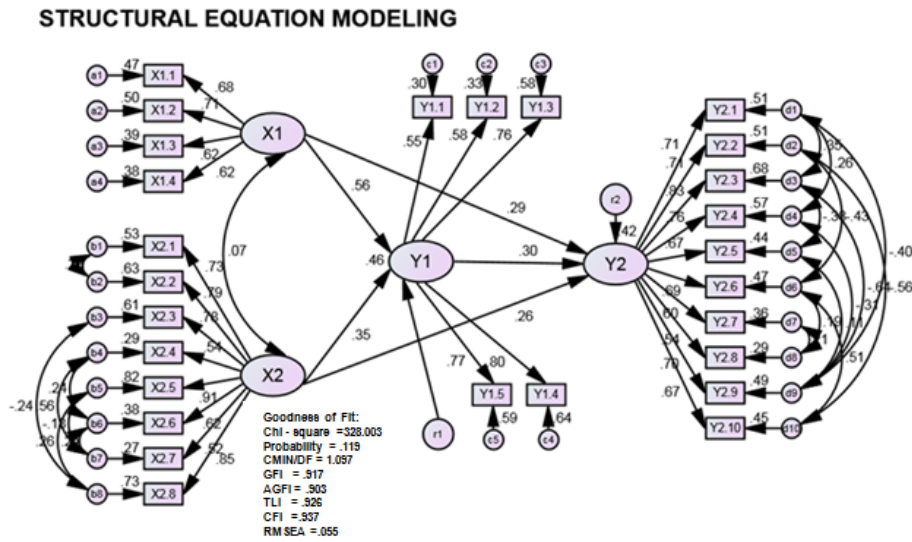 STRUCTURAL EQUATION MODELING
a1 .47 X1.1 .68
a2 .50 X1.2 .71
a3 .39 X1.3 .62
a4 .38 X1.4 .62
X1
c1 c2 c3
.30 .33 .58
Y1.1 Y1.2 Y1.3
.55 .58 .76
.56
.29
.07
.46 Y1
.30
r2
.42
Y2
.26
.35
b1 .53 X2.1 .73
b2 .63 X2.2 .79
b3 .61 X2.3 .78
b4 .29 X2.4 .54
b5 .82 X2.5 .91
b6 .38 X2.6 .62
b7 .27 X2.7 .52
b8 .73 X2.8 .85
-.24 .56 .24
.26
X2
.77 .80
Y1.5 Y1.4
.59 .64
c5 c4
r1
Y2.1 .51 d1
Y2.2 .51 d2
Y2.3 .68 d3
Y2.4 .57 d4
Y2.5 .44 d5
Y2.6 .47 d6
Y2.7 .36 d7
Y2.8 .29 d8
Y2.9 .49 d9
Y2.10 .45 d10
.71
.71
.83
.76
.67
.69
.60
.54
.70
.67
.35
.26
-.43
-.40
-.64 -.56
-.31
.19 .11
.51
Goodness of Fit:
Chi - square =328.003
Probability = .119
CMIN/DF = 1.097
GFI = .917
AGFI = .903
TLI = .926
CFI = .937
RMSEA = .055